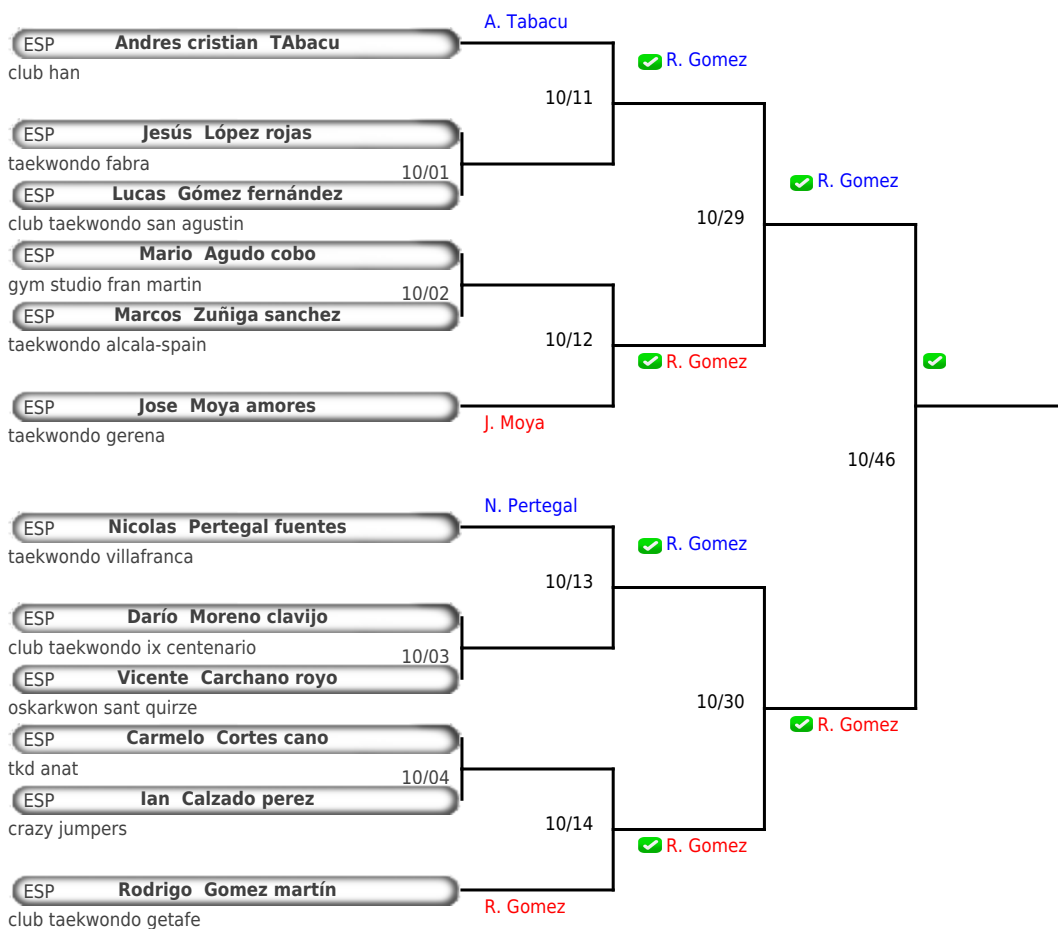 A. Tabacu
ESP Andres cristian TAbacu
club han
R. Gomez
10/11
ESP Jesús López rojas
taekwondo fabra
10/01
ESP Lucas Gómez fernández
club taekwondo san agustin
R. Gomez
10/29
ESP Mario Agudo cobo
gym studio fran martin
10/02
ESP Marcos Zuñiga sanchez
taekwondo alcala-spain
10/12
R. Gomez
ESP Jose Moya amores
taekwondo gerena
J. Moya
10/46
N. Pertegal
ESP Nicolas Pertegal fuentes
taekwondo villafranca
R. Gomez
10/13
ESP Darío Moreno clavijo
club taekwondo ix centenario
10/03
ESP Vicente Carchano royo
oskarkwon sant quirze
10/30
R. Gomez
ESP Carmelo Cortes cano
tkd anat
10/04
ESP Ian Calzado perez
crazy jumpers
10/14
R. Gomez
ESP Rodrigo Gomez martín
club taekwondo getafe
R. Gomez